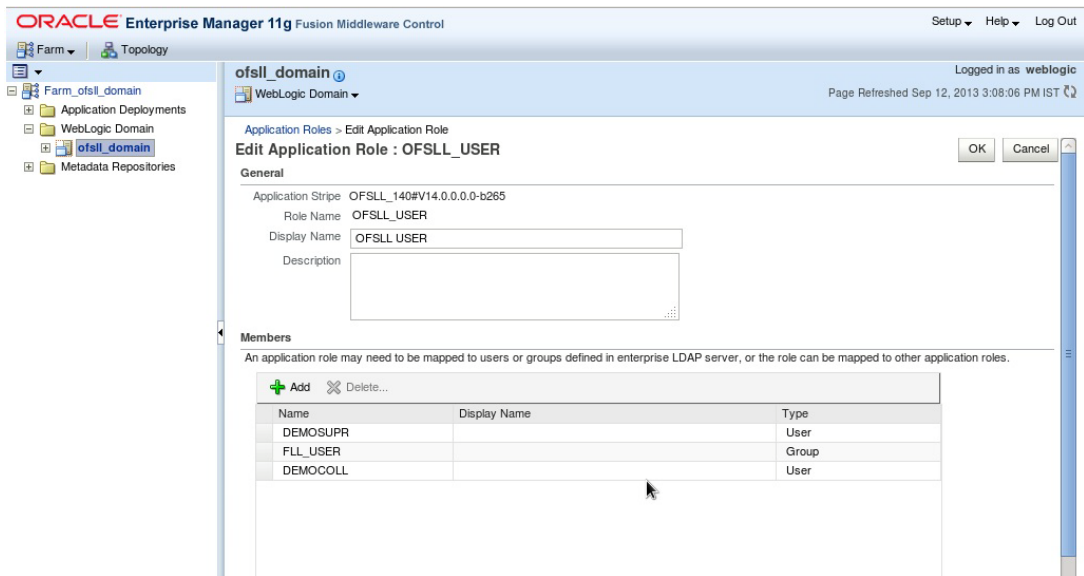 ORACLE Enterprise Manager 11g Fusion Middleware Control
Setup Help Log Out
Farm Topology
Farm_ofsll_domain
Application Deployments
WebLogic Domain
ofsll_domain
Metadata Repositories
ofsll_domain
Logged in as weblogic
WebLogic Domain
Page Refreshed Sep 12, 2013 3:08:06 PM IST
Application Roles > Edit Application Role
Edit Application Role : OFSLL_USER
OK Cancel
General
Application Stripe OFSLL_140#V14.0.0.0.0-b265
Role Name OFSLL_USER
Display Name OFSLL USER
Description
Members
An application role may need to be mapped to users or groups defined in enterprise LDAP server, or the role can be mapped to other application roles.
Add Delete...
Name Display Name Type
DEMOSUPR User
FLL_USER Group
DEMOCOLL User